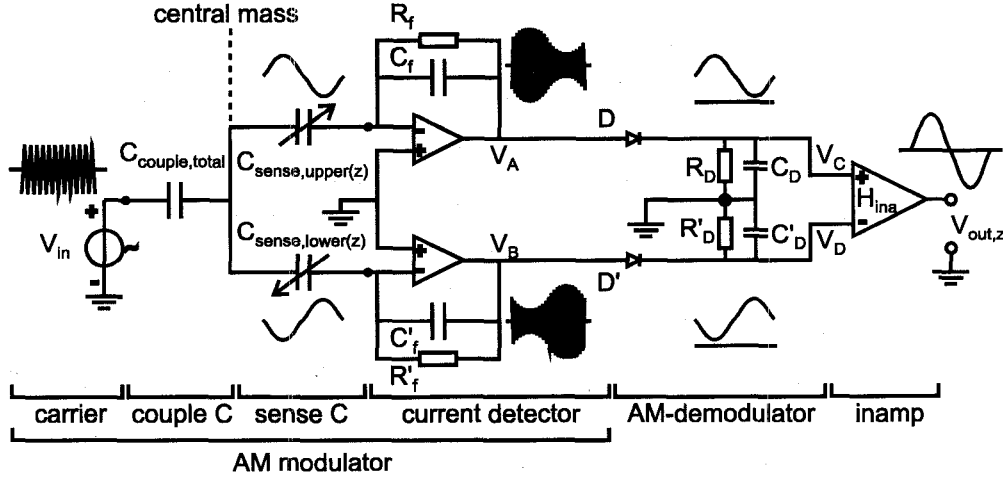 central mass
R_f
C_f
C_couple,total
C_sense,upper(z)
- 
+
V_A
D
R_D
C_D
V_C
+
H_ina
-
V_out,z
+
V_in
-
C_sense,lower(z)
+
-
V_B
D'
R'_D
C'_D
V_D
C'_f
R'_f
carrier
couple C
sense C
current detector
AM-demodulator
inamp
AM modulator